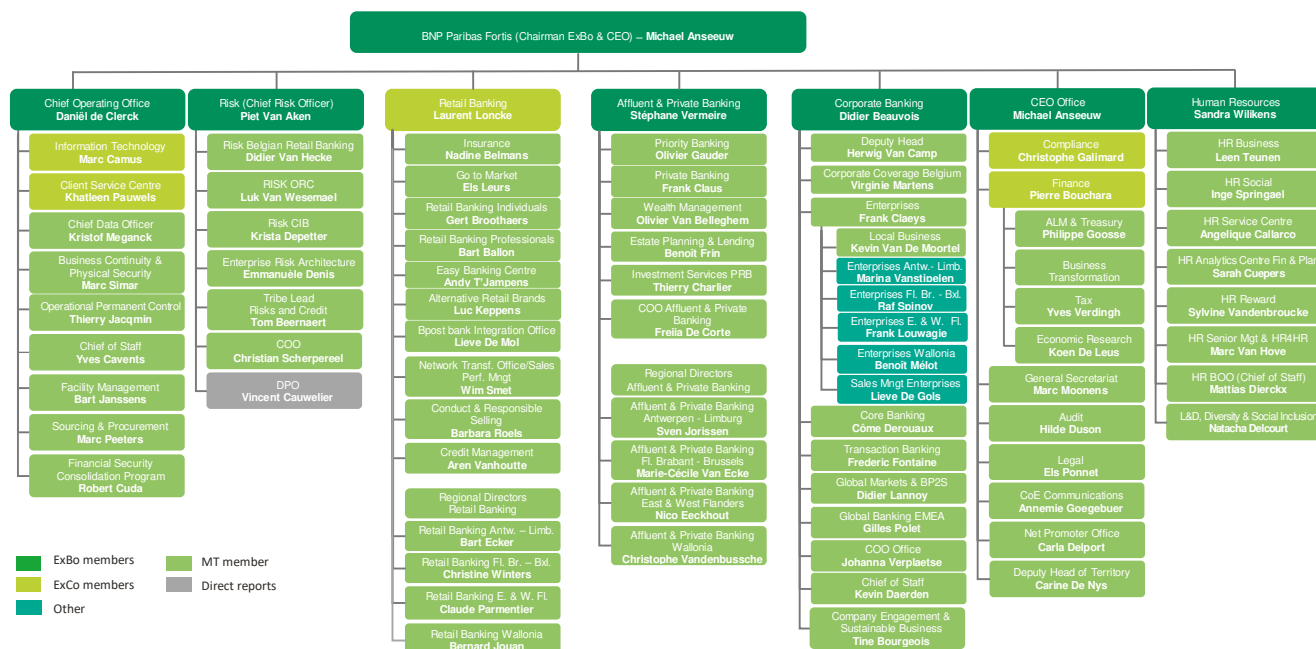 BNP Paribas Fortis (Chairman ExBo & CEO) – Michael Anseeuw
Chief Operating Office
Daniël de Clerck
Information Technology
Marc Camus
Client Service Centre
Khatleen Pauwels
Chief Data Officer
Kristof Meganck
Business Continuity &
Physical Security
Marc Simar
Operational Permanent Control
Thierry Jacqmin
Chief of Staff
Yves Cavents
Facility Management
Bart Janssens
Sourcing & Procurement
Marc Peeters
Financial Security
Consolidation Program
Robert Cuda
Risk (Chief Risk Officer)
Piet Van Aken
Risk Belgian Retail Banking
Didier Van Hecke
RISK ORC
Luk Van Wesemael
Risk CIB
Krista Depetter
Enterprise Risk Architecture
Emmanuèle Denis
Tribe Lead
Risks and Credit
Tom Beernaert
COO
Christian Scherpereel
DPO
Vincent Cauwelier
Retail Banking
Laurent Loncke
Insurance
Nadine Belmans
Go to Market
Els Leurs
Retail Banking Individuals
Gert Broothaers
Retail Banking Professionals
Bart Ballon
Easy Banking Centre
Andy T'Jampens
Alternative Retail Brands
Luc Keppens
Bpost bank Integration Office
Lieve De Mol
Network Transf. Office/Sales
Perf. Mngt
Wim Smet
Conduct & Responsible
Selling
Barbara Roels
Credit Management
Aren Vanhoutte
Regional Directors
Retail Banking
Retail Banking Antw. – Limb.
Bart Ecker
Retail Banking Fl. Br. – Bxl.
Christine Winters
Retail Banking E. & W. Fl.
Claude Parmentier
Retail Banking Wallonia
Bernard Jouan
Affluent & Private Banking
Stéphane Vermeire
Priority Banking
Olivier Gauder
Private Banking
Frank Claus
Wealth Management
Olivier Van Belleghem
Estate Planning & Lending
Benoît Frin
Investment Services PRB
Thierry Charlier
COO Affluent & Private
Banking
Freija De Corte
Regional Directors
Affluent & Private Banking
Affluent & Private Banking
Antwerpen - Limburg
Sven Jorissen
Affluent & Private Banking
Fl. Brabant - Brussels
Marie-Cécile Van Ecke
Affluent & Private Banking
East & West Flanders
Nico Eeckhout
Affluent & Private Banking
Wallonia
Christophe Vandenbussche
Corporate Banking
Didier Beauvois
Deputy Head
Herwig Van Camp
Corporate Coverage Belgium
Virginie Martens
Enterprises
Frank Claeys
Local Business
Kevin Van De Moortel
Enterprises Antw.- Limb.
Marina Vanstipelen
Enterprises Fl. Br. - Bxl.
Raf Spinoy
Enterprises E. & W. Fl.
Frank Louwagie
Enterprises Wallonia
Benoît Mélot
Sales Mngt Enterprises
Lieve De Gols
Core Banking
Côme Derouaux
Transaction Banking
Frederic Fontaine
Global Markets & BP2S
Didier Lannoy
Global Banking EMEA
Gilles Polet
COO Office
Johanna Verplaetse
Chief of Staff
Kevin Daerden
Company Engagement &
Sustainable Business
Tine Bourgeois
CEO Office
Michael Anseeuw
Compliance
Christophe Galimard
Finance
Pierre Bouchara
ALM & Treasury
Philippe Goosse
Business
Transformation
Tax
Yves Verdingh
Economic Research
Koen De Leus
General Secretariat
Marc Moonens
Audit
Hilde Duson
Legal
Els Ponnet
CoE Communications
Annemie Goegebuer
Net Promoter Office
Carla Delport
Deputy Head of Territory
Carine De Nys
Human Resources
Sandra Wilikens
HR Business
Leen Teunen
HR Social
Inge Springael
HR Service Centre
Angelique Callarco
HR Analytics Centre Fin & Plan
Sarah Cuepers
HR Reward
Sylvine Vandenbroucke
HR Senior Mgt & HR4HR
Marc Van Hove
HR BOO (Chief of Staff)
Mattias Dierckx
L&D, Diversity & Social Inclusion
Natacha Delcourt
ExBo members
ExCo members
Other
MT member
Direct reports